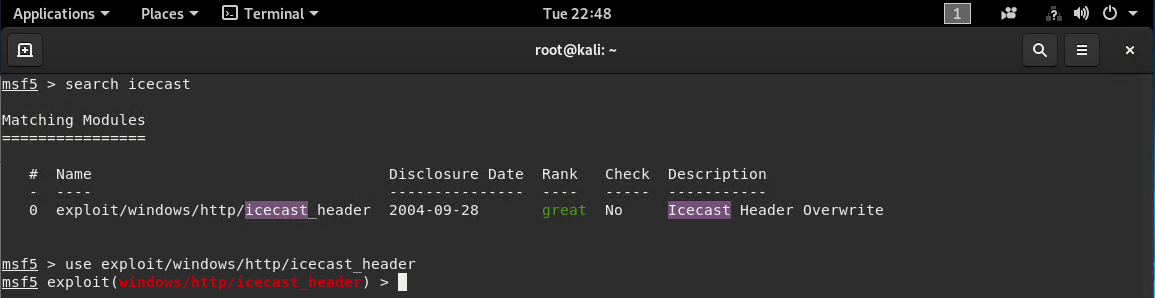 Applications Places Terminal Tue 22:48 1
root@kali: ~
msf5 > search icecast
Matching Modules
================
# Name Disclosure Date Rank Check Description
- ---- --------------- ---- ----- -----------
0 exploit/windows/http/icecast_header 2004-09-28 great No Icecast Header Overwrite
msf5 > use exploit/windows/http/icecast_header
msf5 exploit(windows/http/icecast_header) >